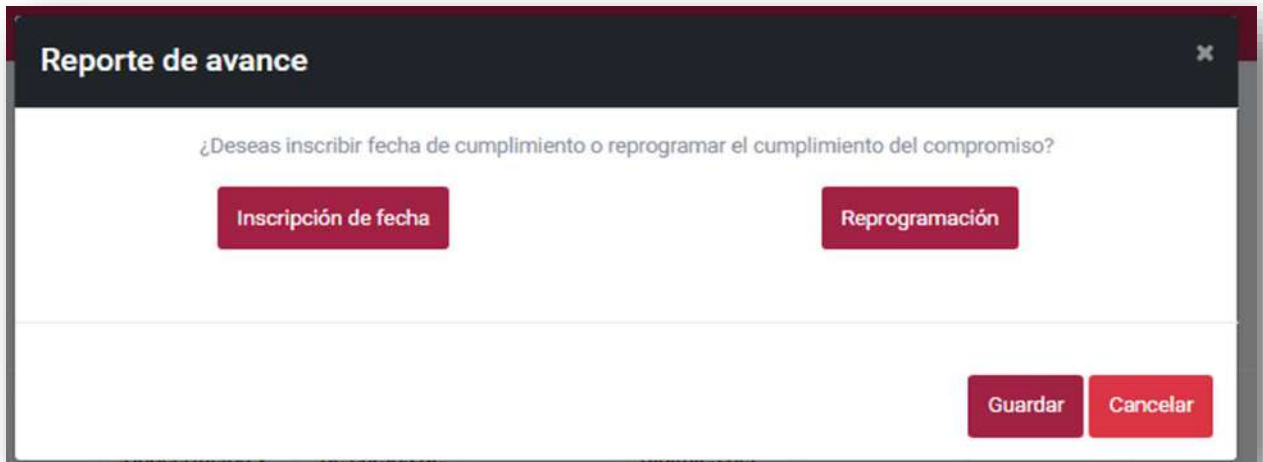 Reporte de avance
¿Deseas inscribir fecha de cumplimiento o reprogramar el cumplimiento del compromiso?
Inscripción de fecha Reprogramación
Guardar Cancelar